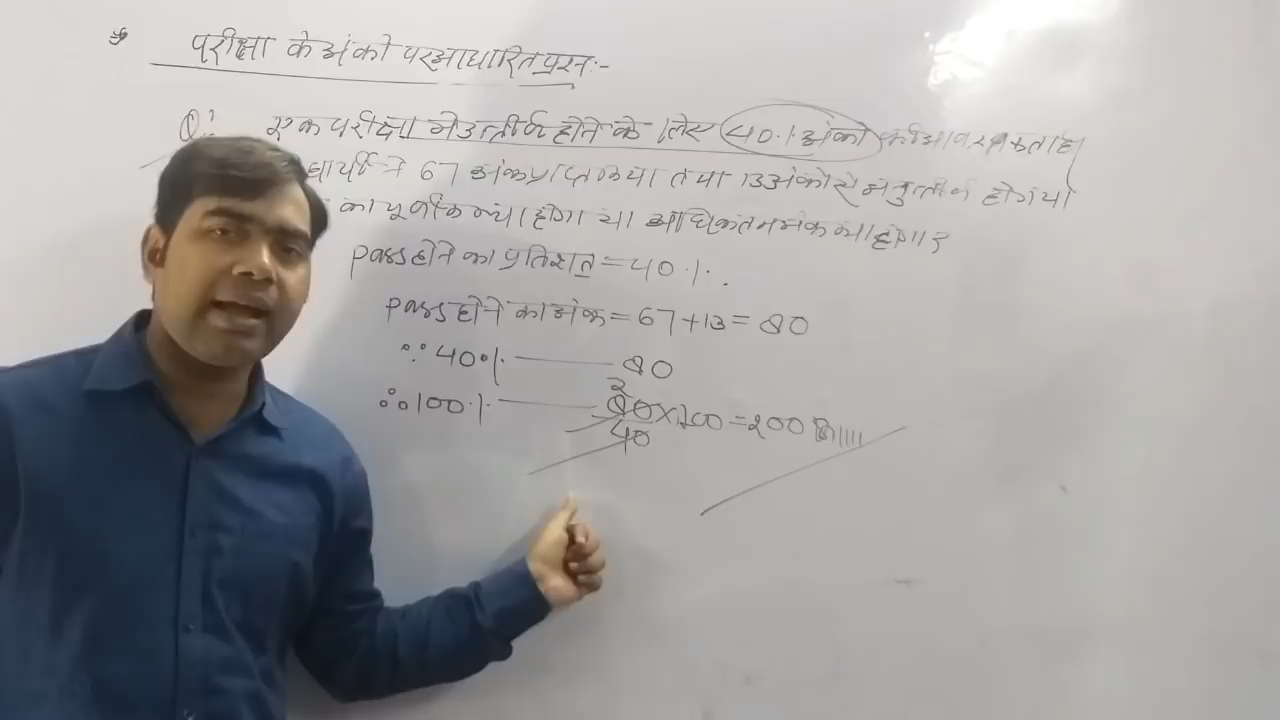 परीक्षा के अंको पर आधारित प्रश्न:-
Q: एक परीक्षा मे उत्तीर्ण होने के लिए 40% अंको की आवश्यकता है
67 अंक प्राप्त किया तथा 13 अंको से अनुत्तीर्ण हो गया
का पूर्णांक क्या होगा या अधिकतम अंक क्या होगा?
Pass होने का प्रतिशत = 40%.
Pass होने का अंक = 67+13 = 80
∵ 40% — 80
2
∴ 100% — 80×100 = 200
40